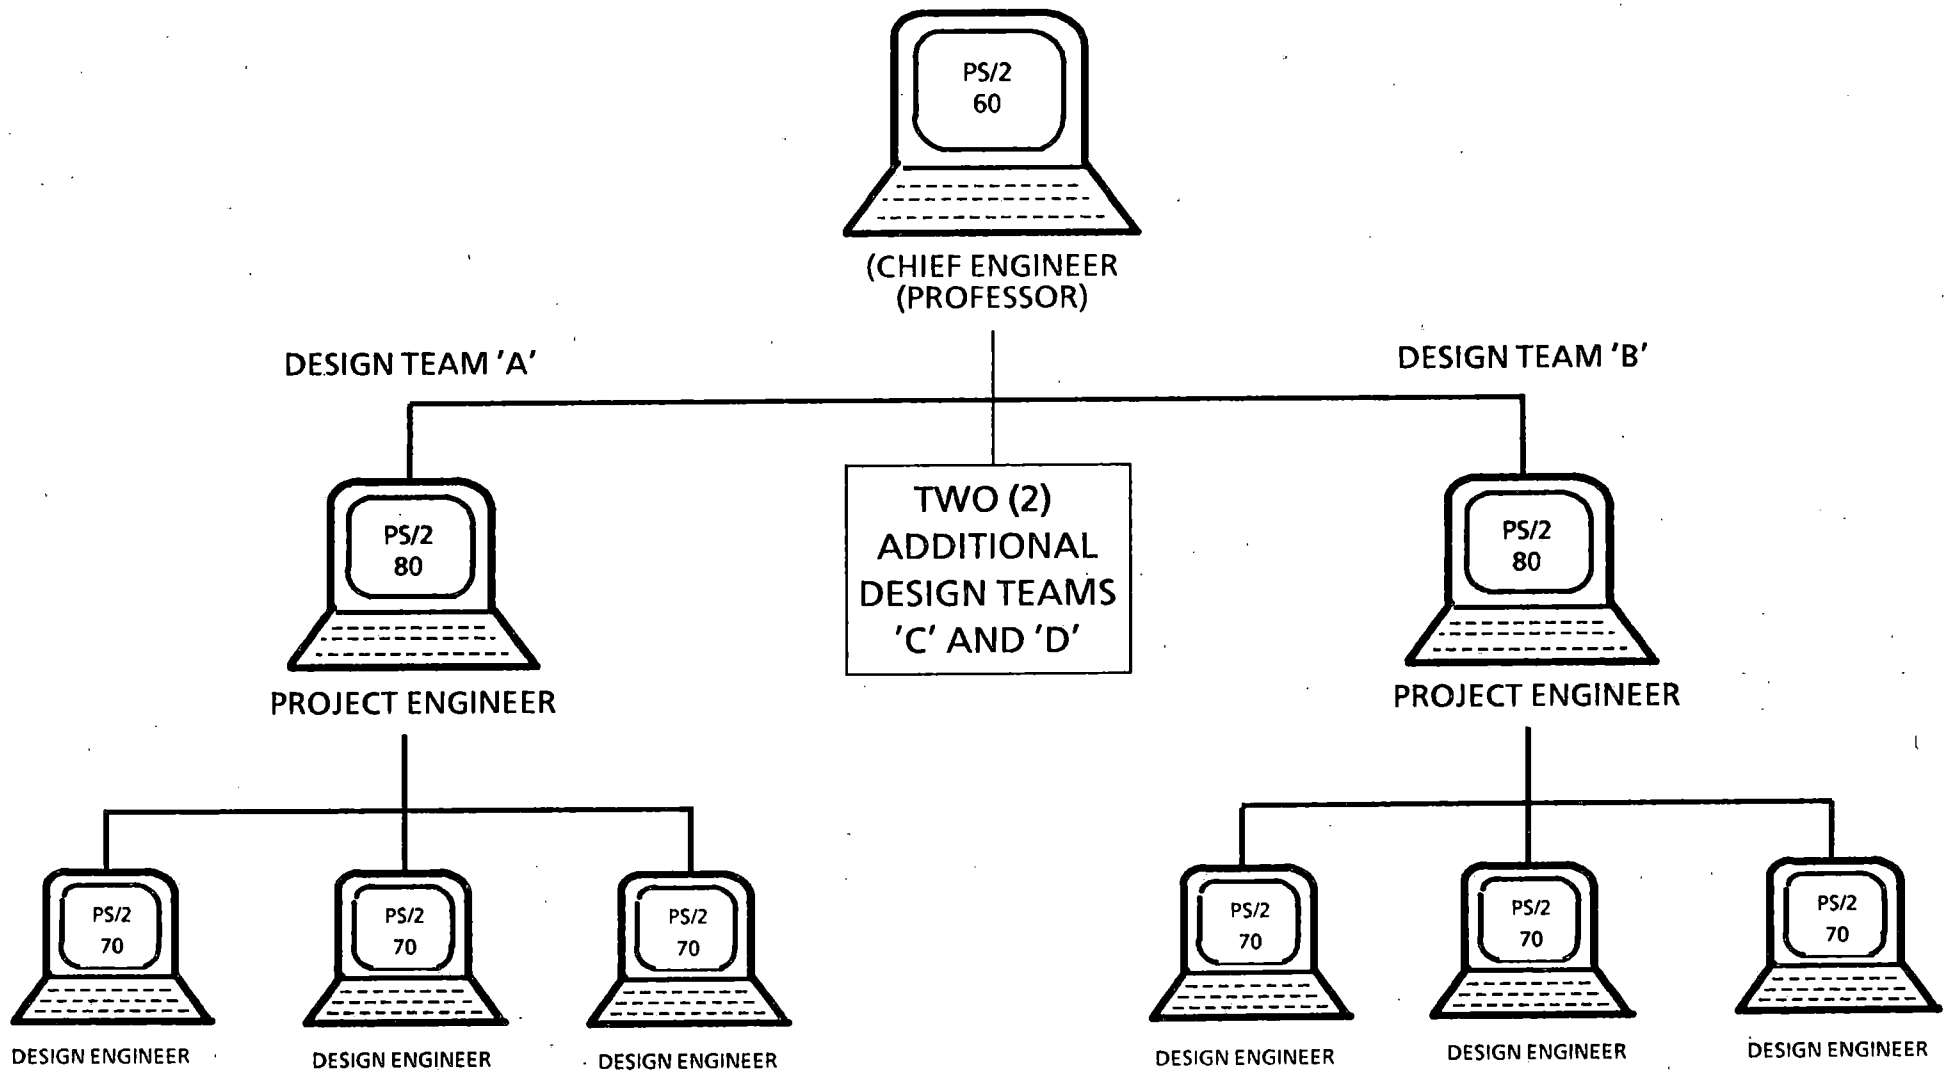 PS/2
60
(CHIEF ENGINEER
(PROFESSOR)
DESIGN TEAM 'A'
DESIGN TEAM 'B'
PS/2
80
TWO (2)
ADDITIONAL
DESIGN TEAMS
'C' AND 'D'
PS/2
80
PROJECT ENGINEER
PROJECT ENGINEER
PS/2
70
PS/2
70
PS/2
70
PS/2
70
PS/2
70
PS/2
70
DESIGN ENGINEER
DESIGN ENGINEER
DESIGN ENGINEER
DESIGN ENGINEER
DESIGN ENGINEER
DESIGN ENGINEER